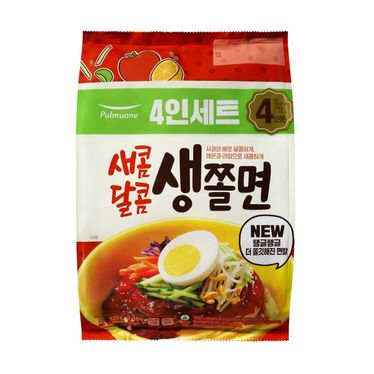 Pulmuone
4인세트
4
인분
사과와 배로 달콤하게,
레몬과 라임으로 새콤하게
새콤
달콤
생쫄면
NEW
탱글탱글
더 쫄깃해진 면발